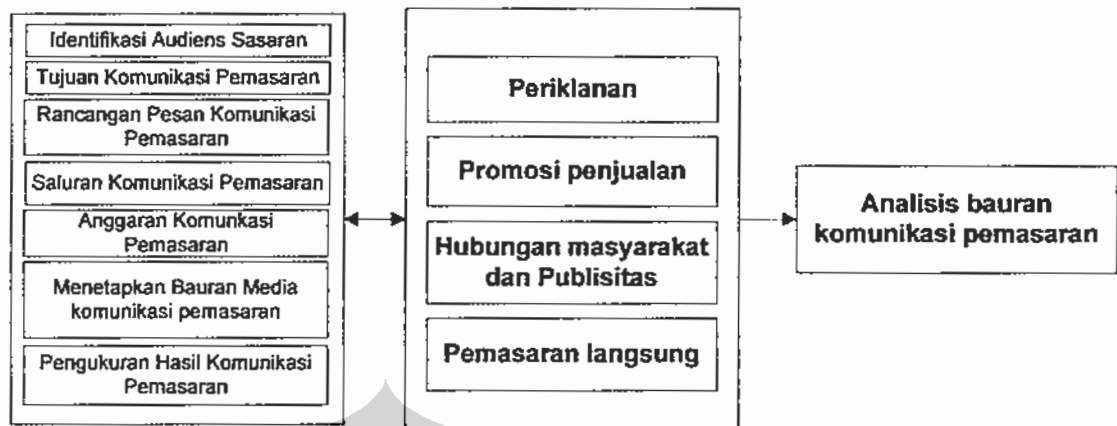 Identifikasi Audiens Sasaran
Tujuan Komunikasi Pemasaran
Rancangan Pesan Komunikasi
Pemasaran
Saluran Komunikasi Pemasaran
Anggaran Komunkasi
Pemasaran
Menetapkan Bauran Media
komunikasi pemasaran
Pengukuran Hasil Komunikasi
Pemasaran
Periklanan
Promosi penjualan
Hubungan masyarakat
dan Publisitas
Pemasaran langsung
Analisis bauran
komunikasi pemasaran